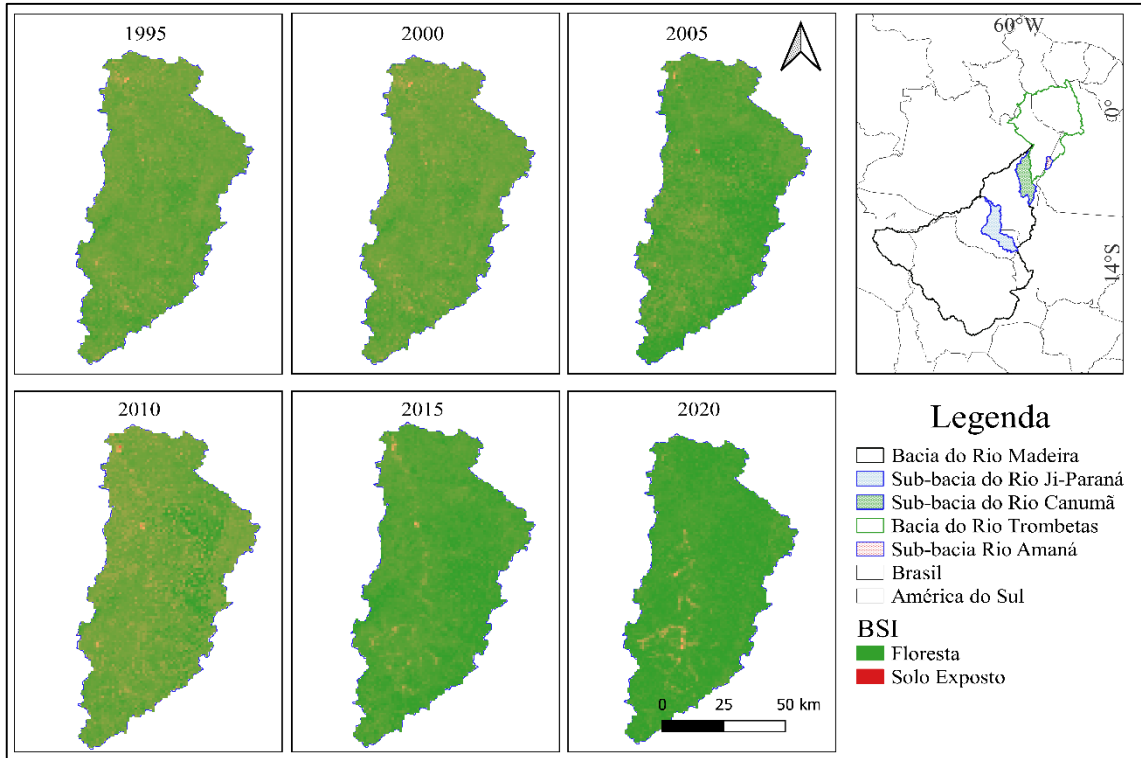 1995
2000
2005
60°W
0°
14°S
2010
2015
2020
0 25 50 km
Legenda
Bacia do Rio Madeira
Sub-bacia do Rio Ji-Paraná
Sub-bacia do Rio Canumã
Bacia do Rio Trombetas
Sub-bacia Rio Amaná
Brasil
América do Sul
BSI
Floresta
Solo Exposto